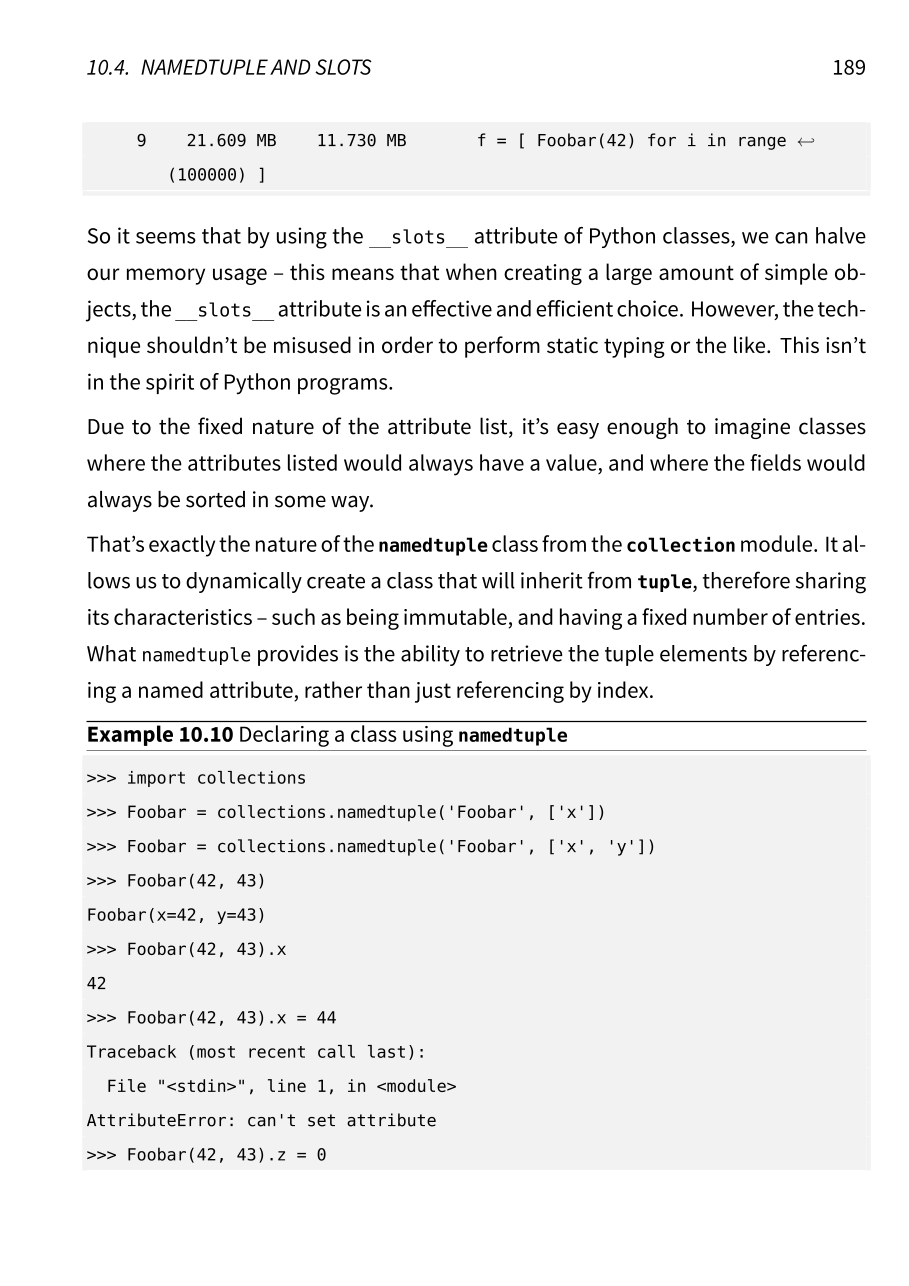 10.4. NAMEDTUPLE AND SLOTS 189
9 21.609 MB 11.730 MB f = [ Foobar(42) for i in range ↩
(100000) ]
So it seems that by using the __slots__ attribute of Python classes, we can halve
our memory usage – this means that when creating a large amount of simple ob-
jects, the __slots__ attribute is an effective and efficient choice. However, the tech-
nique shouldn’t be misused in order to perform static typing or the like. This isn’t
in the spirit of Python programs.
Due to the fixed nature of the attribute list, it’s easy enough to imagine classes
where the attributes listed would always have a value, and where the fields would
always be sorted in some way.
That’s exactly the nature of the namedtuple class from the collection module. It al-
lows us to dynamically create a class that will inherit from tuple, therefore sharing
its characteristics – such as being immutable, and having a fixed number of entries.
What namedtuple provides is the ability to retrieve the tuple elements by referenc-
ing a named attribute, rather than just referencing by index.
Example 10.10 Declaring a class using namedtuple
>>> import collections
>>> Foobar = collections.namedtuple('Foobar', ['x'])
>>> Foobar = collections.namedtuple('Foobar', ['x', 'y'])
>>> Foobar(42, 43)
Foobar(x=42, y=43)
>>> Foobar(42, 43).x
42
>>> Foobar(42, 43).x = 44
Traceback (most recent call last):
  File "<stdin>", line 1, in <module>
AttributeError: can't set attribute
>>> Foobar(42, 43).z = 0